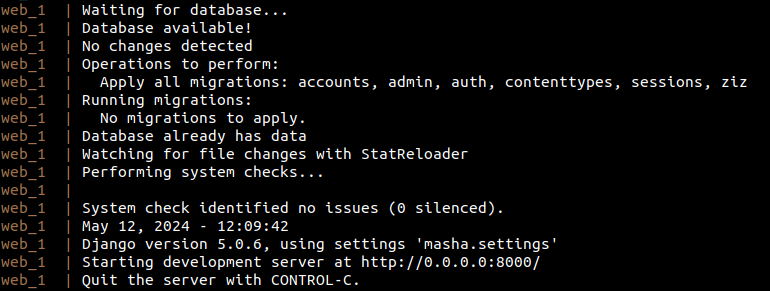 web_1  | Waiting for database...
web_1  | Database available!
web_1  | No changes detected
web_1  | Operations to perform:
web_1  |   Apply all migrations: accounts, admin, auth, contenttypes, sessions, ziz
web_1  | Running migrations:
web_1  |   No migrations to apply.
web_1  | Database already has data
web_1  | Watching for file changes with StatReloader
web_1  | Performing system checks...
web_1  |
web_1  | System check identified no issues (0 silenced).
web_1  | May 12, 2024 - 12:09:42
web_1  | Django version 5.0.6, using settings 'masha.settings'
web_1  | Starting development server at http://0.0.0.0:8000/
web_1  | Quit the server with CONTROL-C.